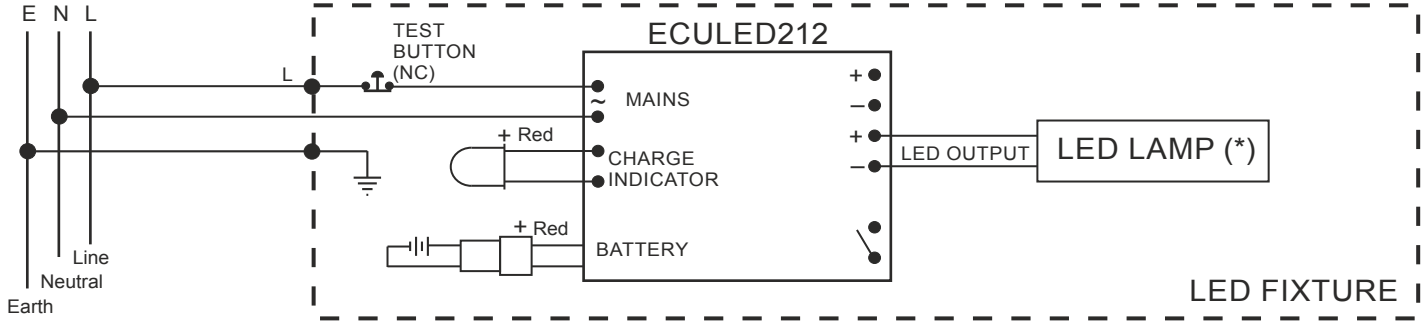 E N L
TEST
BUTTON
(NC)
ECULED212
L
+
~
MAINS
–
+ Red
+
CHARGE
INDICATOR
LED OUTPUT
LED LAMP (*)
–
+ Red
BATTERY
Line
Neutral
Earth
LED FIXTURE